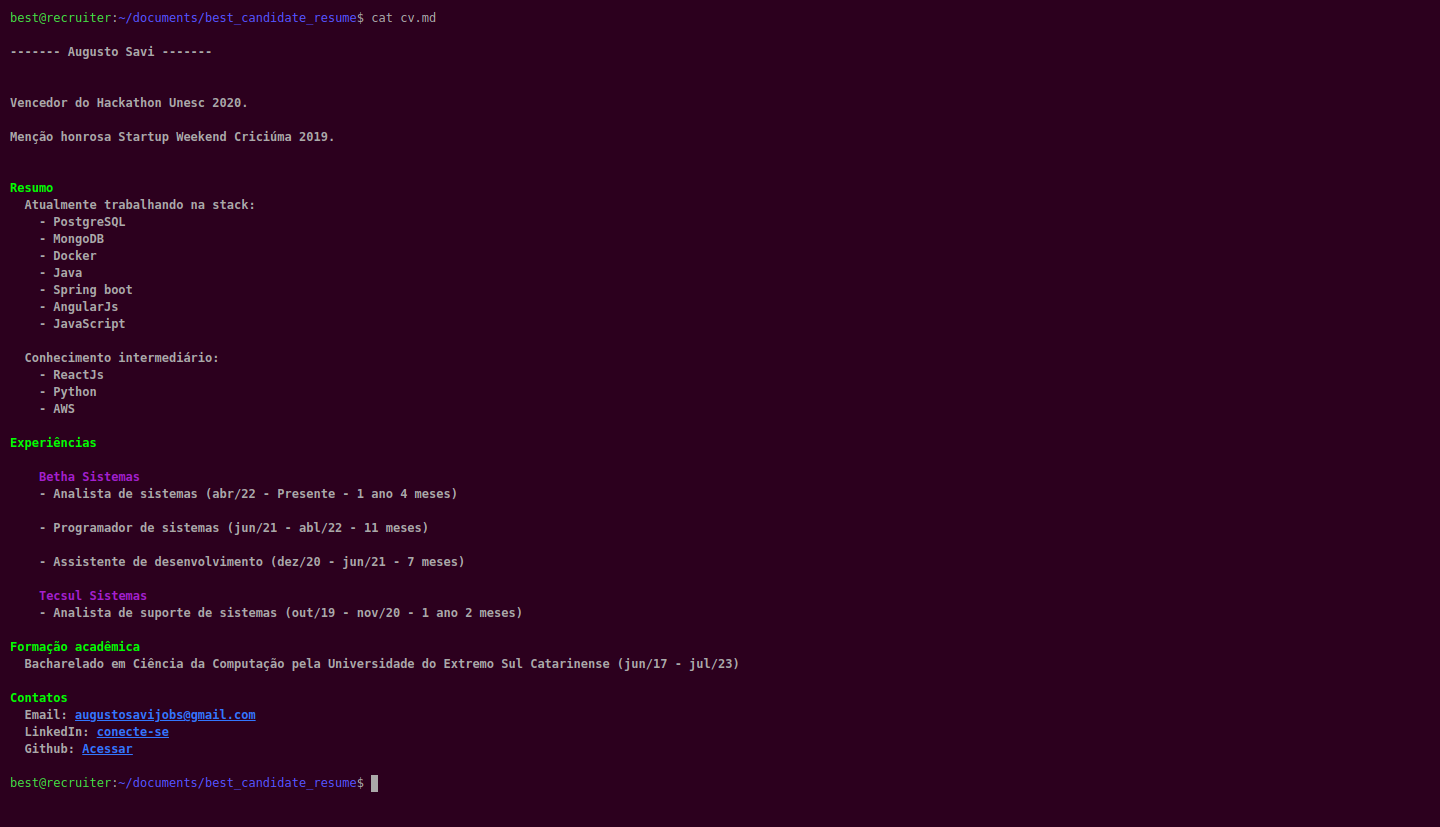 best@recruiter:~/documents/best_candidate_resume$ cat cv.md
------- Augusto Savi -------
Vencedor do Hackathon Unesc 2020.
Menção honrosa Startup Weekend Criciúma 2019.
Resumo
Atualmente trabalhando na stack:
- PostgreSQL
- MongoDB
- Docker
- Java
- Spring boot
- AngularJs
- JavaScript
Conhecimento intermediário:
- ReactJs
- Python
- AWS
Experiências
Betha Sistemas
- Analista de sistemas (abr/22 - Presente - 1 ano 4 meses)
- Programador de sistemas (jun/21 - abl/22 - 11 meses)
- Assistente de desenvolvimento (dez/20 - jun/21 - 7 meses)
Tecsul Sistemas
- Analista de suporte de sistemas (out/19 - nov/20 - 1 ano 2 meses)
Formação acadêmica
Bacharelado em Ciência da Computação pela Universidade do Extremo Sul Catarinense (jun/17 - jul/23)
Contatos
Email: augustosavijobs@gmail.com
LinkedIn: conecte-se
Github: Acessar
best@recruiter:~/documents/best_candidate_resume$